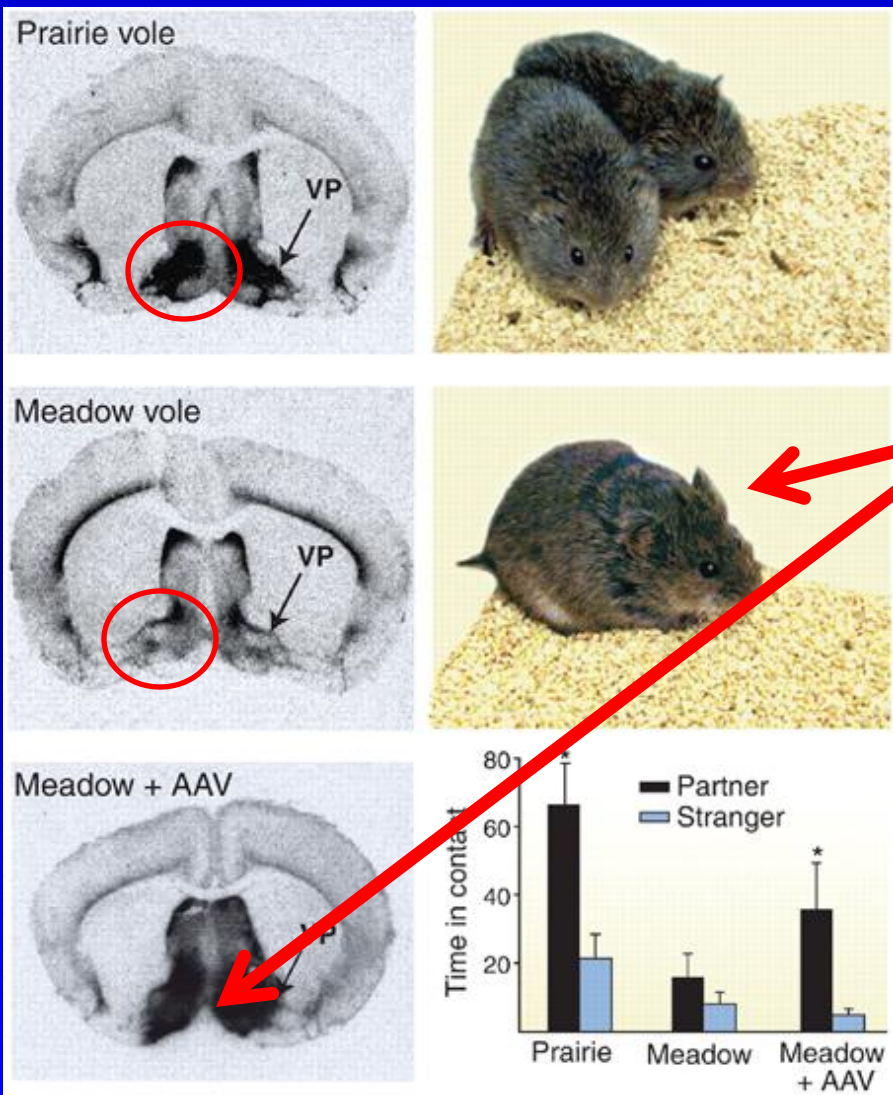 Prairie vole
VP
Meadow vole
VP
Meadow + AAV
VP
80
60
40
20
Time in contact
*
*
Partner
Stranger
Prairie
Meadow
Meadow
+ AAV